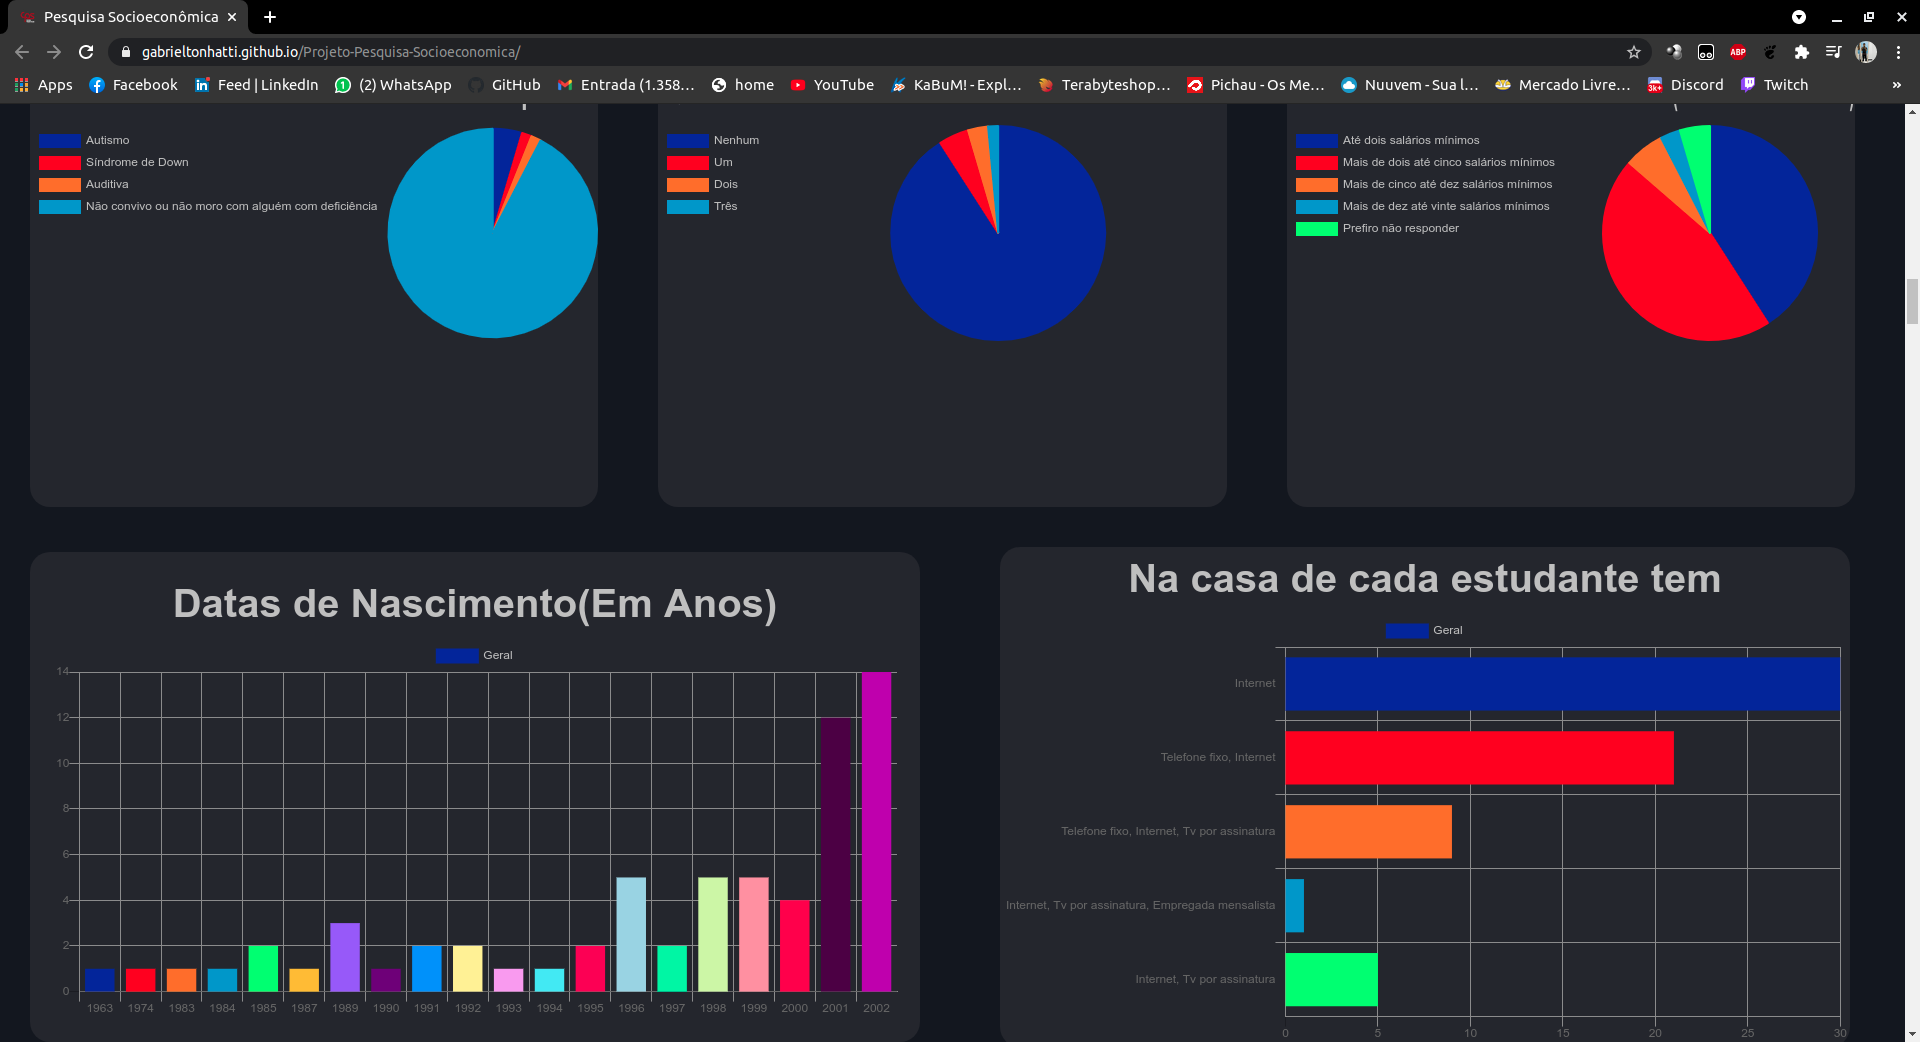 Pesquisa Socioeconômica
gabrieltonhatti.github.io/Projeto-Pesquisa-Socioeconomica/
Apps Facebook Feed | LinkedIn (2) WhatsApp GitHub Entrada (1.358... home YouTube KaBuM! - Expl... Terabyteshop... Pichau - Os Me... Nuuvem - Sua l... Mercado Livre... Discord Twitch »
ABP
3k+
Autismo
Síndrome de Down
Auditiva
Não convivo ou não moro com alguém com deficiência
Nenhum
Um
Dois
Três
Até dois salários mínimos
Mais de dois até cinco salários mínimos
Mais de cinco até dez salários mínimos
Mais de dez até vinte salários mínimos
Prefiro não responder
Datas de Nascimento(Em Anos)
Geral
14
12
10
8
6
4
2
0
1963 1974 1983 1984 1985 1987 1989 1990 1991 1992 1993 1994 1995 1996 1997 1998 1999 2000 2001 2002
Na casa de cada estudante tem
Geral
Internet
Telefone fixo, Internet
Telefone fixo, Internet, Tv por assinatura
Internet, Tv por assinatura, Empregada mensalista
Internet, Tv por assinatura
0 5 10 15 20 25 30